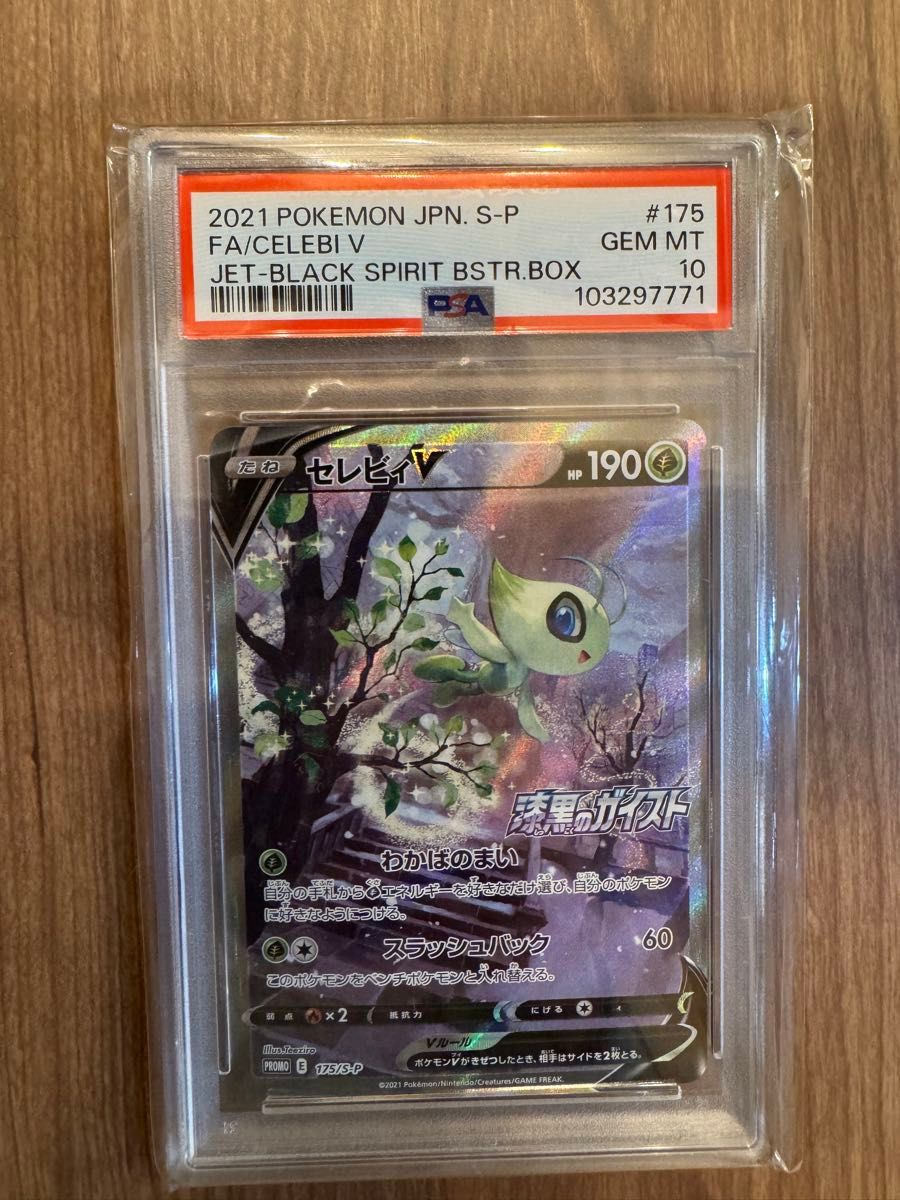 2021 POKEMON JPN. S-P #175
FA/CELEBI V GEM MT
JET-BLACK SPIRIT BSTR.BOX 10
PSA 103297771
たね セレビィV HP 190
漆黒のガイスト
わかばのまい
自分の手札からエネルギーを好きなだけ選び、自分のポケモン
に好きなようにつける。
スラッシュバック 60
このポケモンをベンチポケモンと入れ替える。
弱点 ×2 抵抗力 にげる
Vルール
ポケモンVがきぜつしたとき、相手はサイドを2枚とる。
Illus.Teeziro
PROMO E 175/S-P
©2021 Pokémon/Nintendo/Creatures/GAME FREAK.